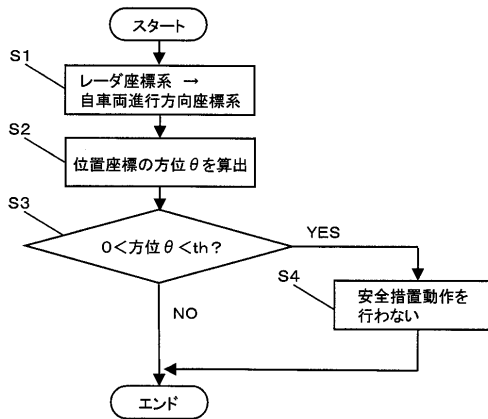 スタート
S1
レーダ座標系 →
自車両進行方向座標系
S2
位置座標の方位θを算出
S3
0<方位θ<th?
YES
S4
安全措置動作を
行わない
NO
エンド